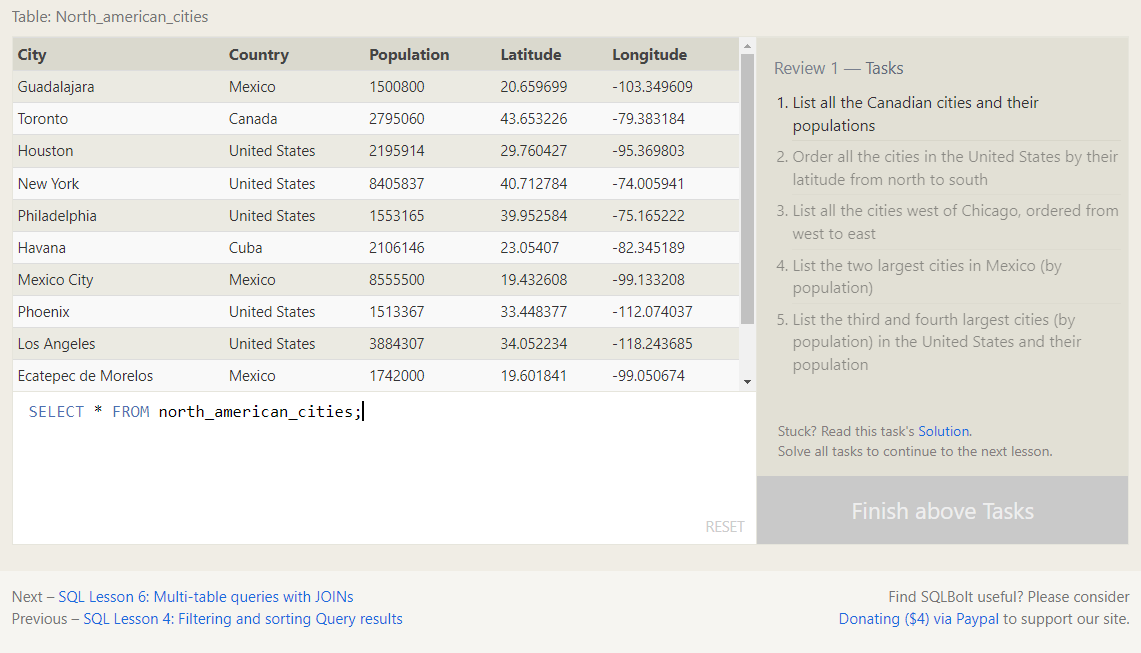 Table: North_american_cities
City Country Population Latitude Longitude
Guadalajara Mexico 1500800 20.659699 -103.349609
Toronto Canada 2795060 43.653226 -79.383184
Houston United States 2195914 29.760427 -95.369803
New York United States 8405837 40.712784 -74.005941
Philadelphia United States 1553165 39.952584 -75.165222
Havana Cuba 2106146 23.05407 -82.345189
Mexico City Mexico 8555500 19.432608 -99.133208
Phoenix United States 1513367 33.448377 -112.074037
Los Angeles United States 3884307 34.052234 -118.243685
Ecatepec de Morelos Mexico 1742000 19.601841 -99.050674
SELECT * FROM north_american_cities;
RESET
Review 1 — Tasks
1. List all the Canadian cities and their
populations
2. Order all the cities in the United States by their
latitude from north to south
3. List all the cities west of Chicago, ordered from
west to east
4. List the two largest cities in Mexico (by
population)
5. List the third and fourth largest cities (by
population) in the United States and their
population
Stuck? Read this task's Solution.
Solve all tasks to continue to the next lesson.
Finish above Tasks
Next – SQL Lesson 6: Multi-table queries with JOINs
Previous – SQL Lesson 4: Filtering and sorting Query results
Find SQLBolt useful? Please consider
Donating ($4) via Paypal to support our site.